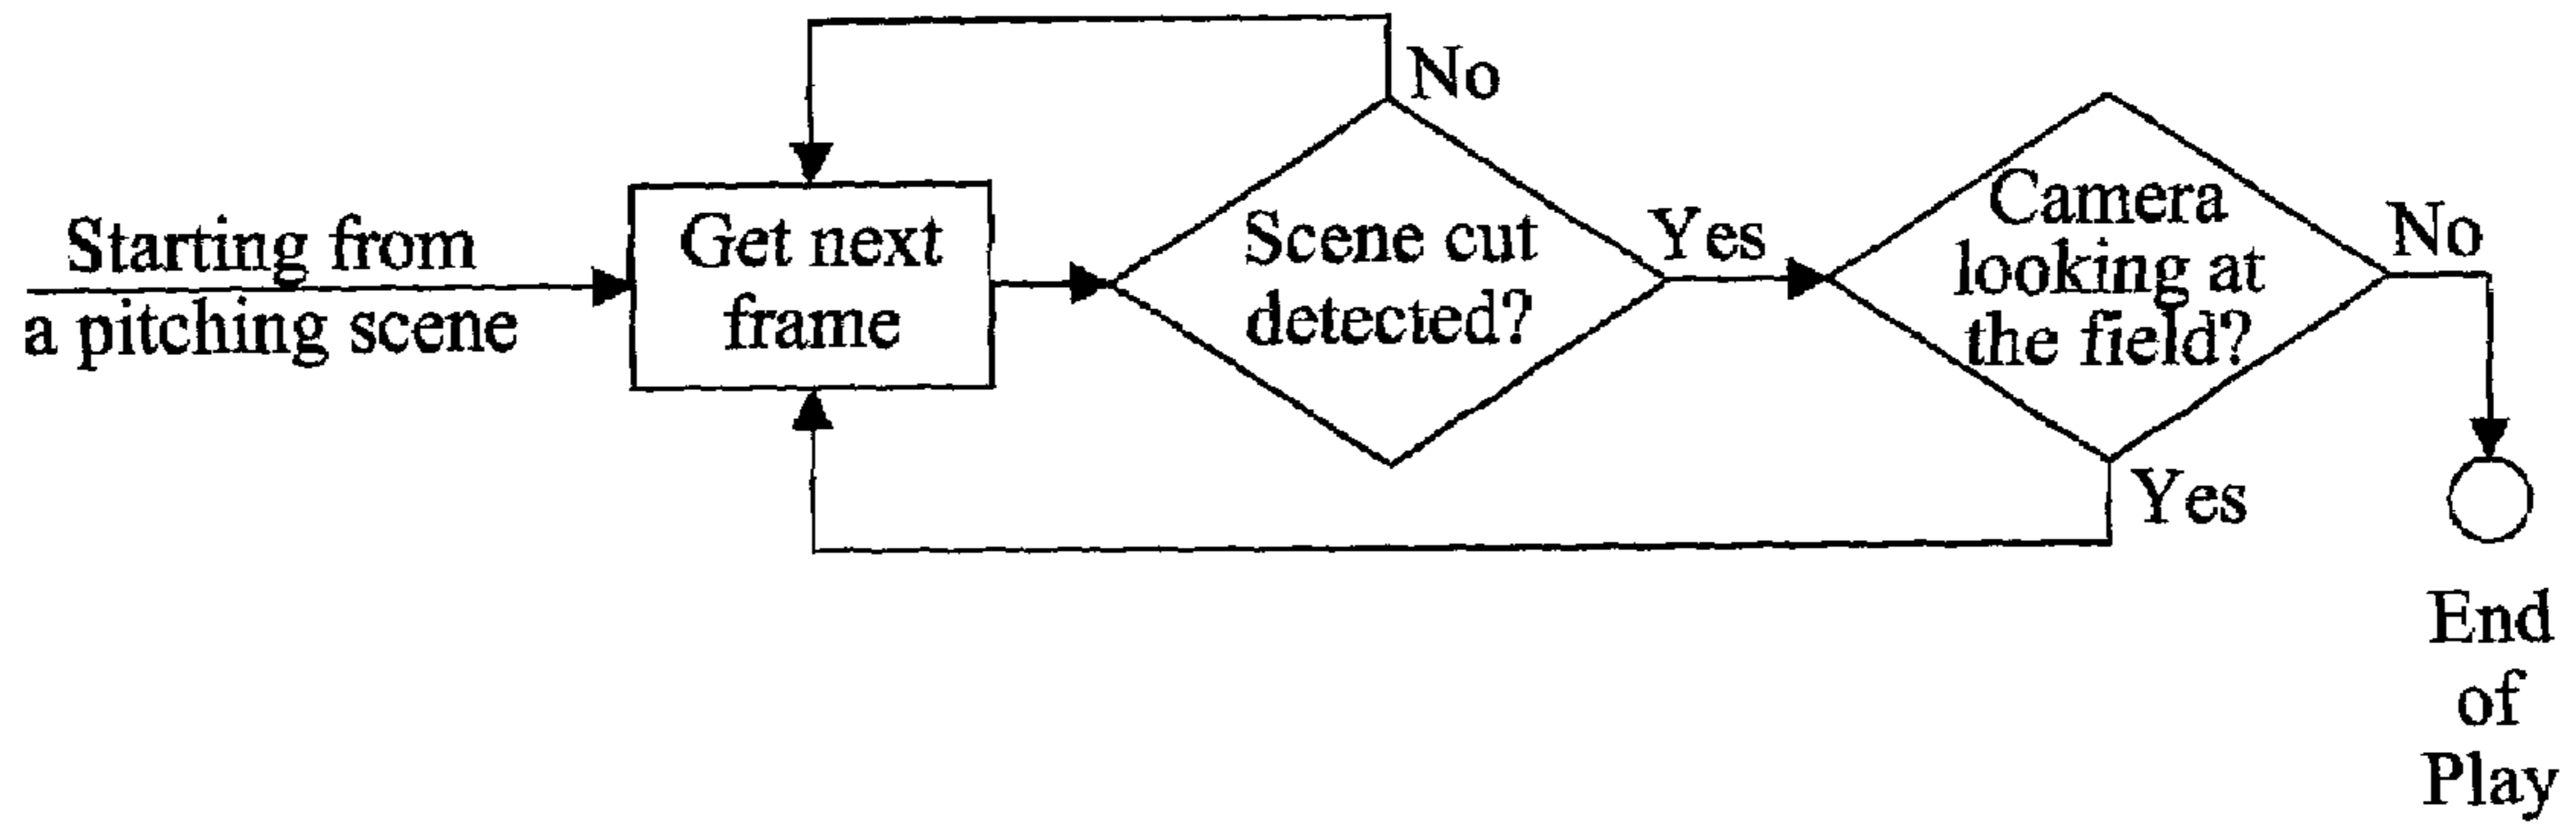 Starting from
a pitching scene
Get next
frame
No
Scene cut
detected?
Yes
Camera
looking at
the field?
No
Yes
End
of
Play